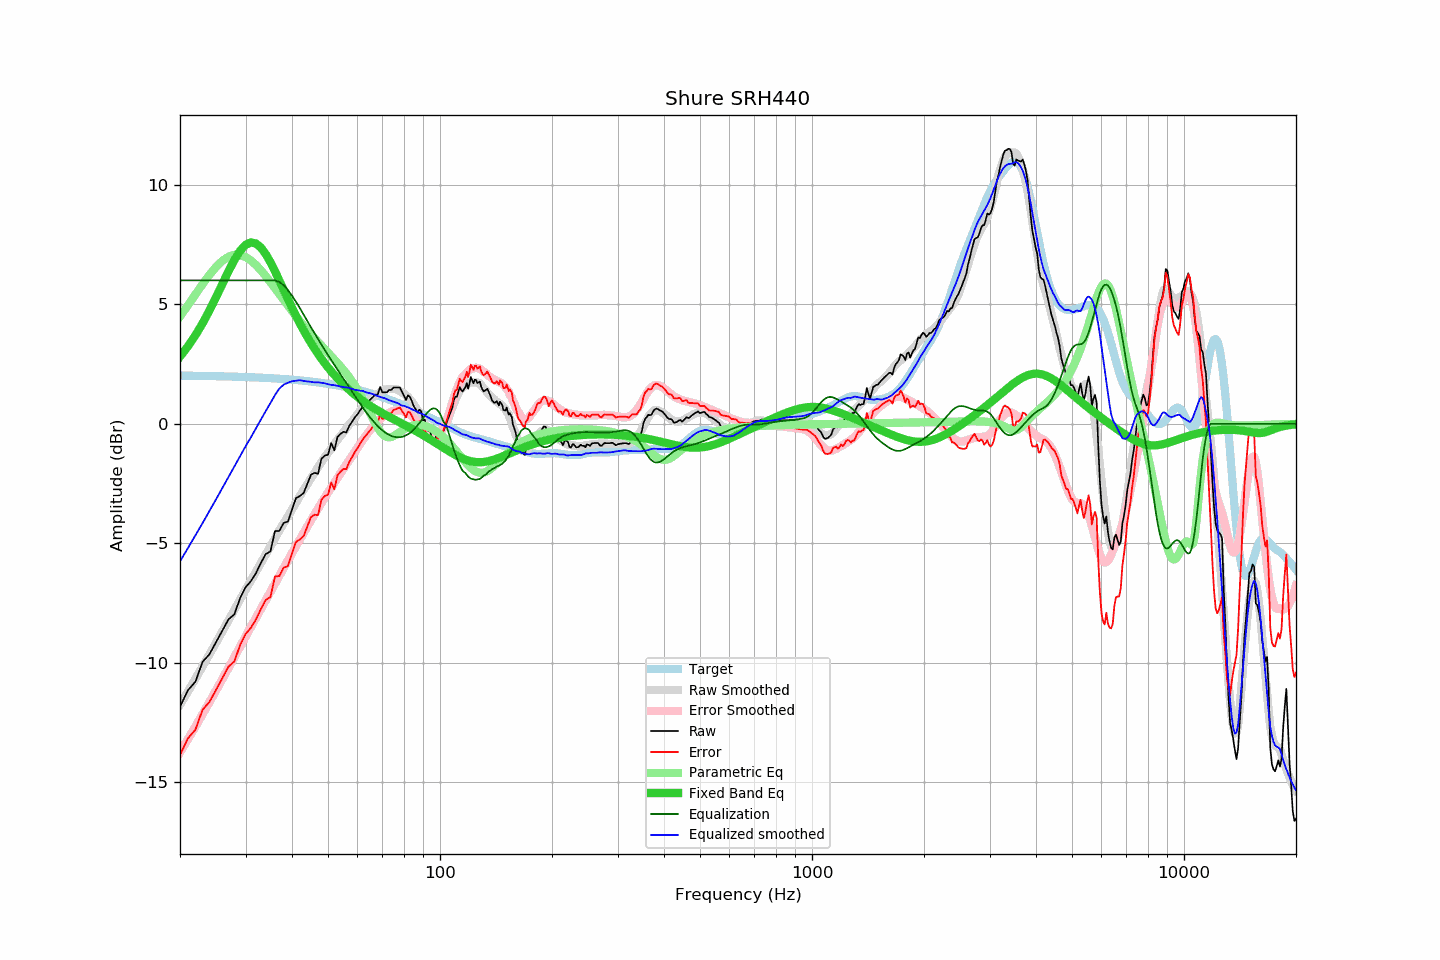 Shure SRH440
10
5
0
−5
−10
−15
Amplitude (dBr)
100
1000
10000
Frequency (Hz)
Target
Raw Smoothed
Error Smoothed
Raw
Error
Parametric Eq
Fixed Band Eq
Equalization
Equalized smoothed